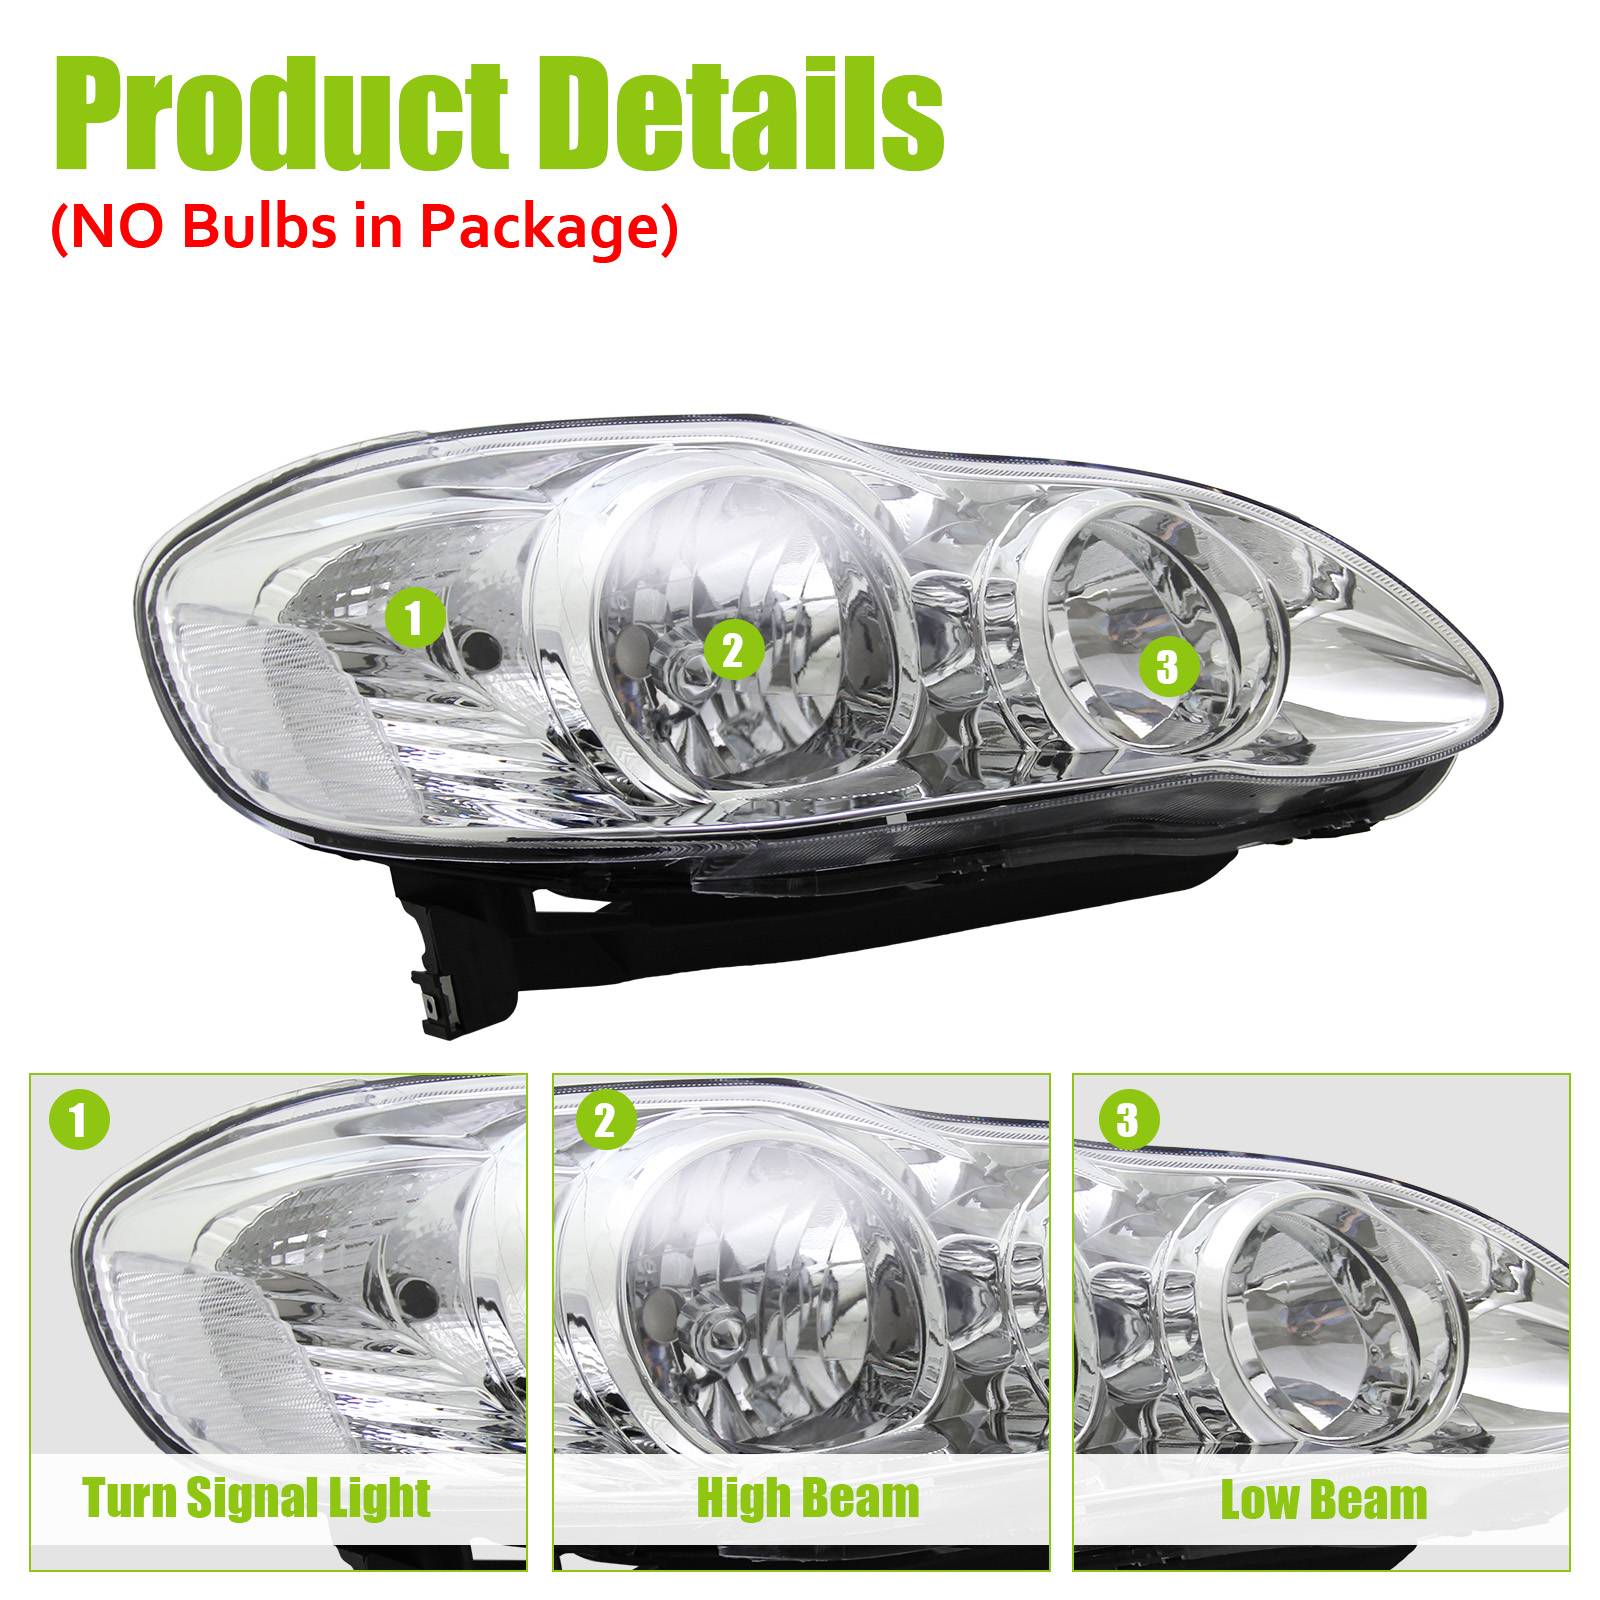 Product Details
(NO Bulbs in Package)
1
2
3
1
2
3
Turn Signal Light
High Beam
Low Beam